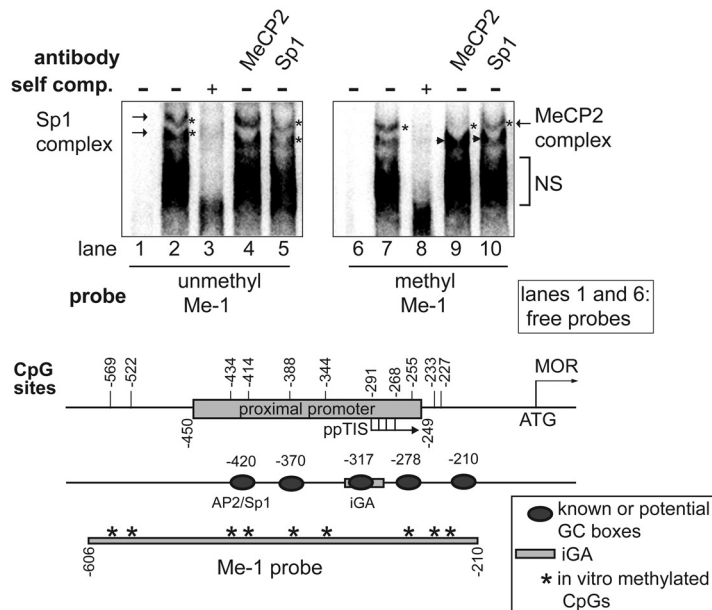 antibody MeCP2 Sp1 MeCP2 Sp1
self comp. - - + - - - - + - -
Sp1 complex
* * * *
* * *
MeCP2 complex
NS
lane 1 2 3 4 5 6 7 8 9 10
unmethyl methyl
probe Me-1 Me-1
lanes 1 and 6:
free probes
CpG sites
-569 -522 -434 -414 -388 -344 -291 -268 -255 -233 -227
MOR
proximal promoter
-450 ppTIS -249 ATG
-420 -370 -317 -278 -210
AP2/Sp1 iGA
* * * * * * * * *
-606 -210
Me-1 probe
known or potential
GC boxes
iGA
* in vitro methylated
CpGs